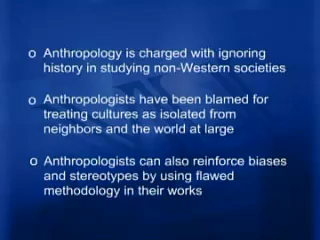 o Anthropology is charged with ignoring
history in studying non-Western societies
o Anthropologists have been blamed for
treating cultures as isolated from
neighbors and the world at large
o Anthropologists can also reinforce biases
and stereotypes by using flawed
methodology in their works